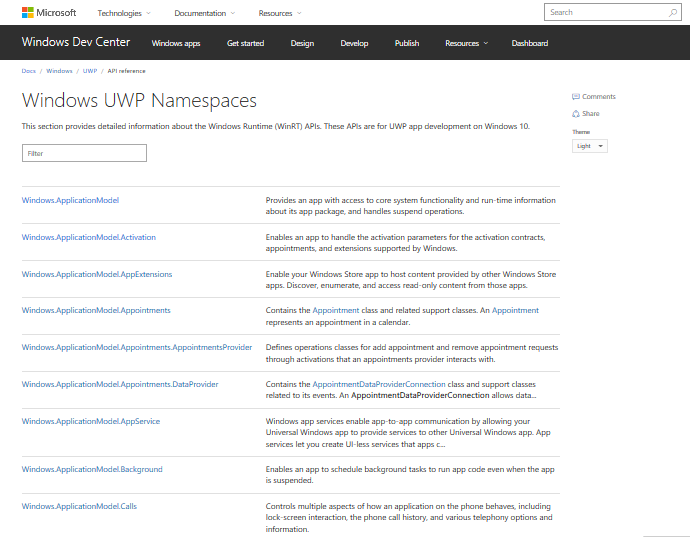 Microsoft Technologies Documentation Resources Search
Windows Dev Center Windows apps Get started Design Develop Publish Resources Dashboard
Docs / Windows / UWP / API reference
Windows UWP Namespaces
Comments
This section provides detailed information about the Windows Runtime (WinRT) APIs. These APIs are for UWP app development on Windows 10.
Share
Theme
Light
Filter
Windows.ApplicationModel
Provides an app with access to core system functionality and run-time information
about its app package, and handles suspend operations.
Windows.ApplicationModel.Activation
Enables an app to handle the activation parameters for the activation contracts,
appointments, and extensions supported by Windows.
Windows.ApplicationModel.AppExtensions
Enable your Windows Store app to host content provided by other Windows Store
apps. Discover, enumerate, and access read-only content from those apps.
Windows.ApplicationModel.Appointments
Contains the Appointment class and related support classes. An Appointment
represents an appointment in a calendar.
Windows.ApplicationModel.Appointments.AppointmentsProvider
Defines operations classes for add appointment and remove appointment requests
through activations that an appointments provider interacts with.
Windows.ApplicationModel.Appointments.DataProvider
Contains the AppointmentDataProviderConnection class and support classes
related to its events. An AppointmentDataProviderConnection allows data...
Windows.ApplicationModel.AppService
Windows app services enable app-to-app communication by allowing your
Universal Windows app to provide services to other Universal Windows app. App
services let you create UI-less services that apps c...
Windows.ApplicationModel.Background
Enables an app to schedule background tasks to run app code even when the app
is suspended.
Windows.ApplicationModel.Calls
Controls multiple aspects of how an application on the phone behaves, including
lock-screen interaction, the phone call history, and various telephony options and
information.